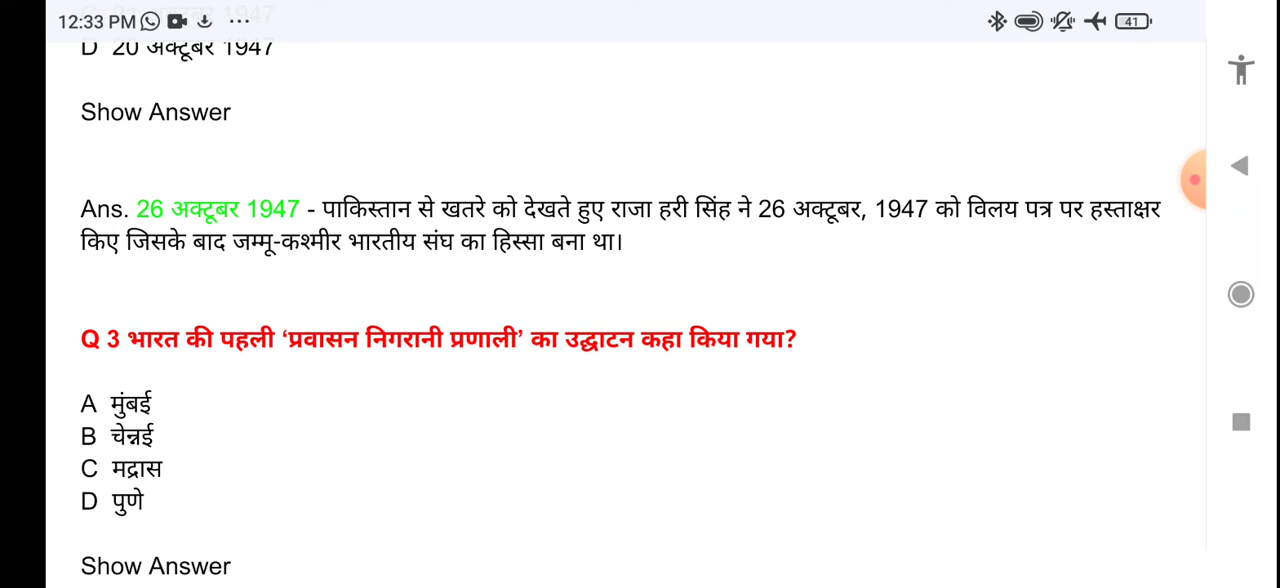 12:33 PM ... 41
D 20 अक्टूबर 1947
Show Answer
Ans. 26 अक्टूबर 1947 - पाकिस्तान से खतरे को देखते हुए राजा हरी सिंह ने 26 अक्टूबर, 1947 को विलय पत्र पर हस्ताक्षर
किए जिसके बाद जम्मू-कश्मीर भारतीय संघ का हिस्सा बना था।
Q 3 भारत की पहली ‘प्रवासन निगरानी प्रणाली’ का उद्घाटन कहा किया गया?
A मुंबई
B चेन्नई
C मद्रास
D पुणे
Show Answer